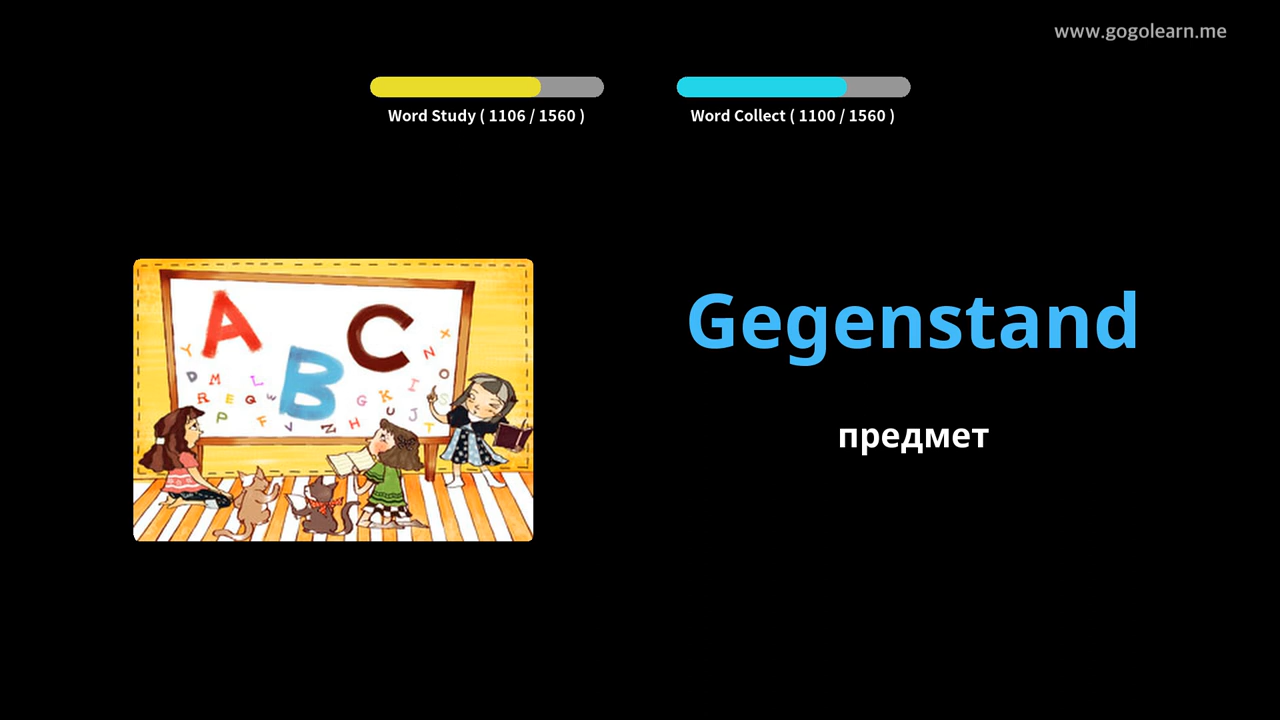 www.gogolearn.me
Word Study ( 1106 / 1560 )
Word Collect ( 1100 / 1560 )
A
B
C
Y
D M L
R E Q W
P F V Z H
X
N
O
I
G K S
U J T
Gegenstand
предмет